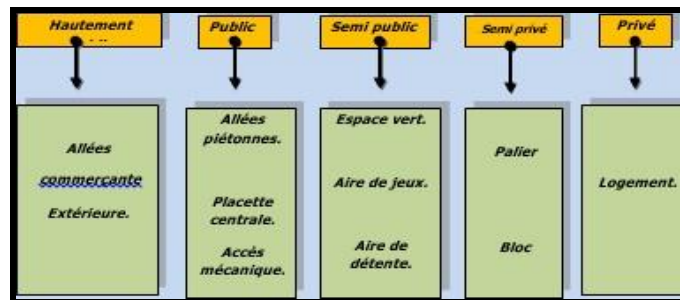 Hautement
Public
Semi public
Semi privé
Privé
Allées
commerçante
Extérieure.
Allées
piétonnes.
Placette
centrale.
Accès
mécanique.
Espace vert.
Aire de jeux.
Aire de
détente.
Palier
Bloc
Logement.